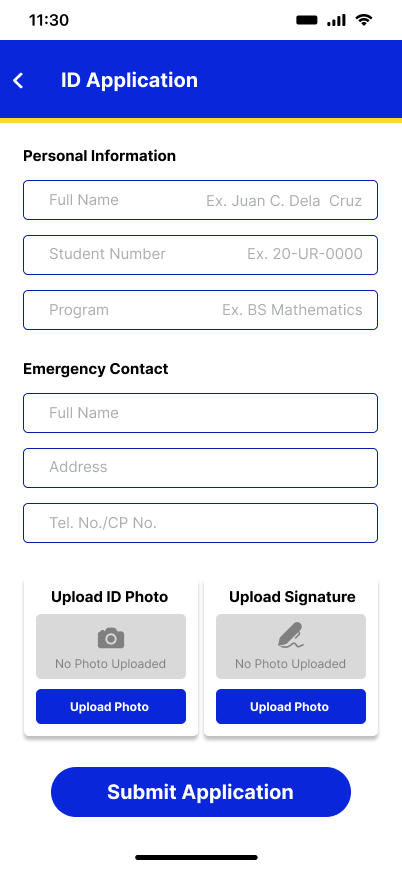 11:30
ID Application
Personal Information
Full Name Ex. Juan C. Dela Cruz
Student Number Ex. 20-UR-0000
Program Ex. BS Mathematics
Emergency Contact
Full Name
Address
Tel. No./CP No.
Upload ID Photo Upload Signature
No Photo Uploaded No Photo Uploaded
Upload Photo Upload Photo
Submit Application